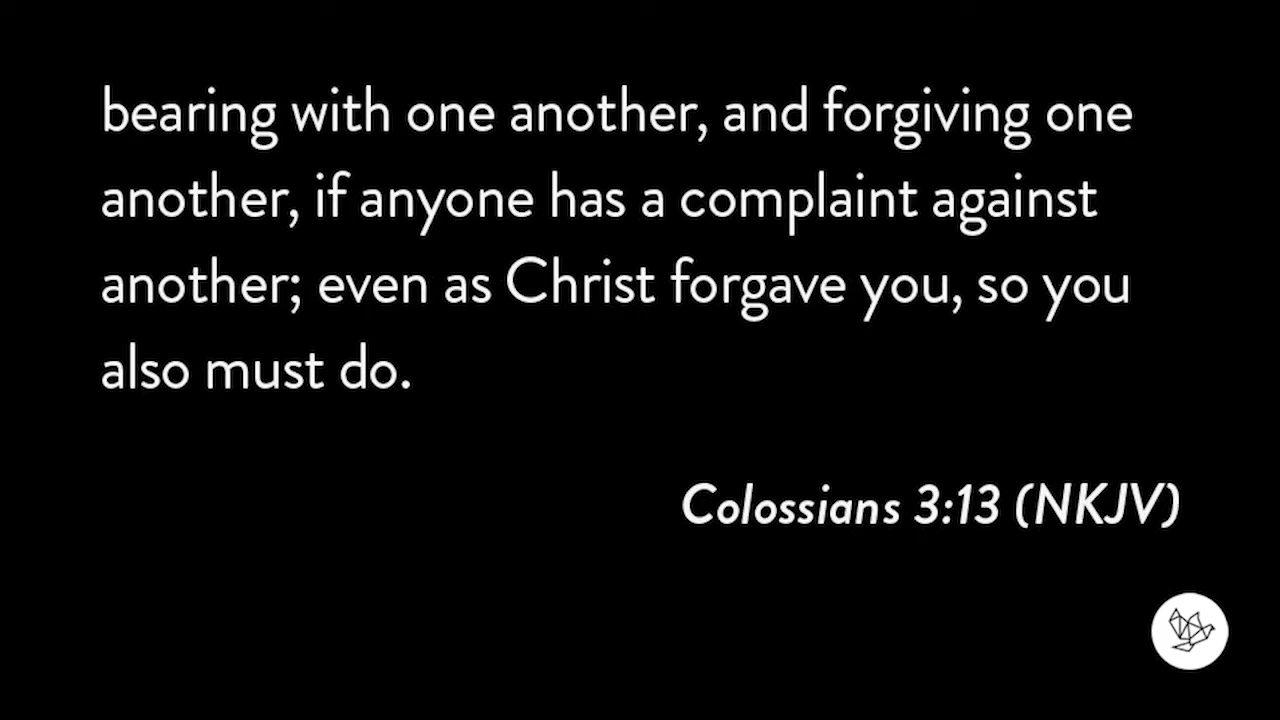 bearing with one another, and forgiving one
another, if anyone has a complaint against
another; even as Christ forgave you, so you
also must do.
Colossians 3:13 (NKJV)